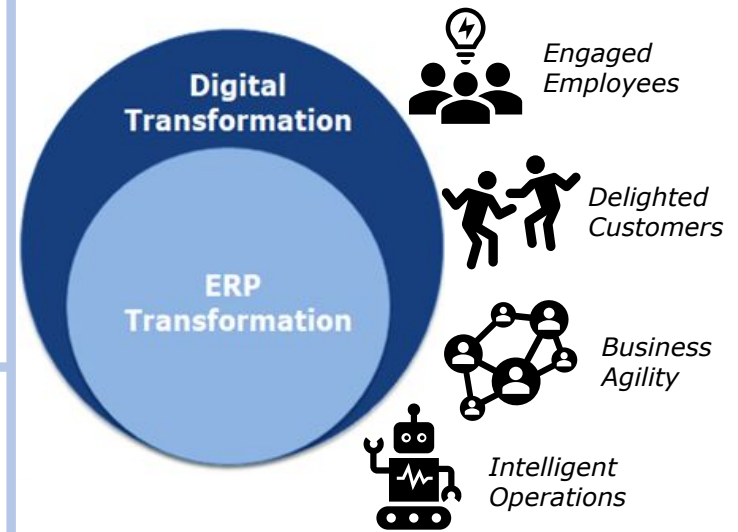 Digital
Transformation
ERP
Transformation
Engaged
Employees
Delighted
Customers
Business
Agility
Intelligent
Operations